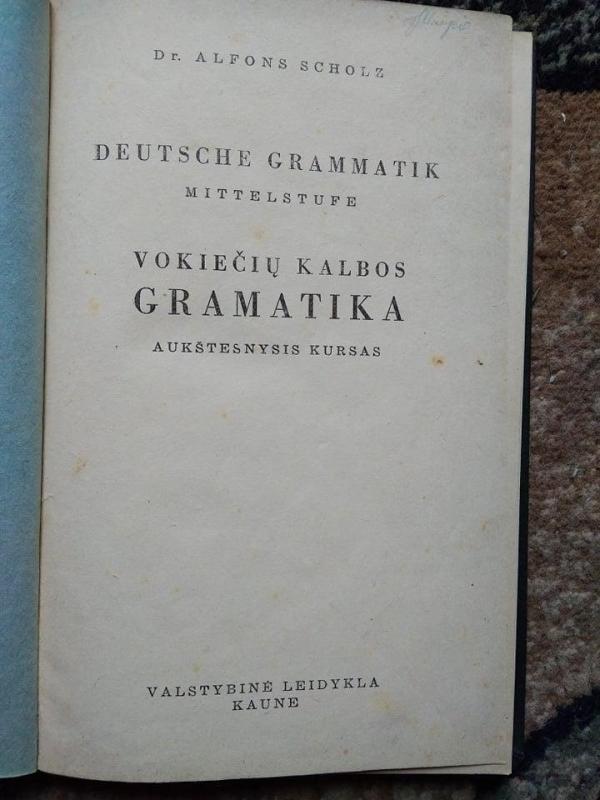 Dr. ALFONS SCHOLZ
DEUTSCHE GRAMMATIK
MITTELSTUFE
VOKIEČIŲ KALBOS
GRAMATIKA
AUKŠTESNYSIS KURSAS
VALSTYBINĖ LEIDYKLA
KAUNE